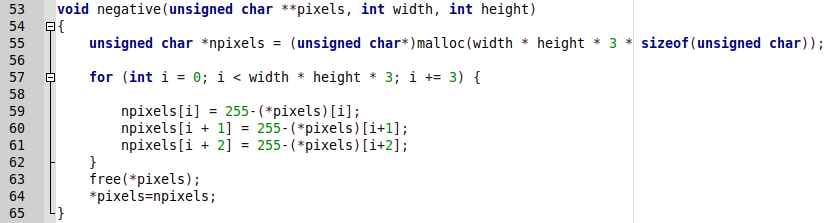 53 void negative(unsigned char **pixels, int width, int height)
54 {
55     unsigned char *npixels = (unsigned char*)malloc(width * height * 3 * sizeof(unsigned char));
56
57     for (int i = 0; i < width * height * 3; i += 3) {
58
59         npixels[i] = 255-(*pixels)[i];
60         npixels[i + 1] = 255-(*pixels)[i+1];
61         npixels[i + 2] = 255-(*pixels)[i+2];
62     }
63     free(*pixels);
64     *pixels=npixels;
65 }